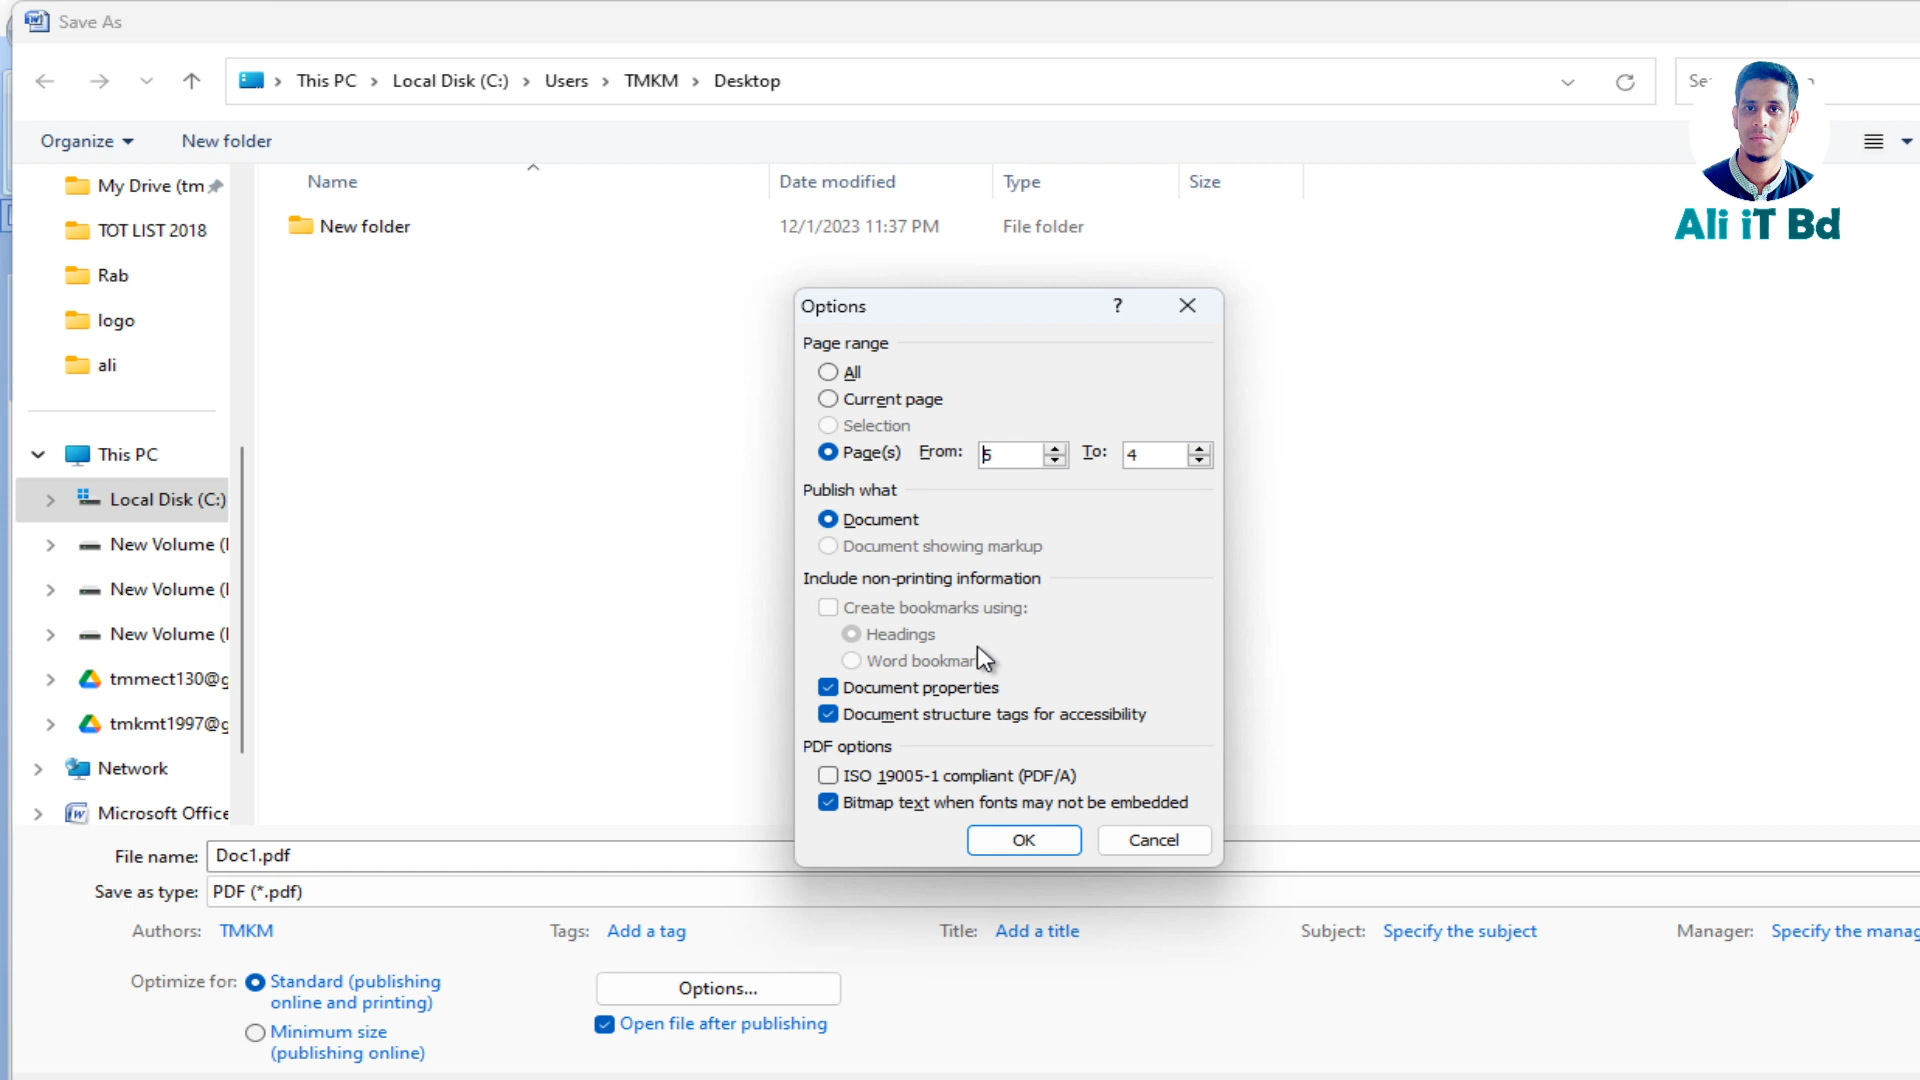 Save As
This PC > Local Disk (C:) > Users > TMKM > Desktop
Organize
New folder
Ali iT Bd
Name
Date modified
Type
Size
New folder
12/1/2023 11:37 PM
File folder
My Drive (tm
TOT LIST 2018
Rab
logo
ali
This PC
Local Disk (C:)
New Volume (
New Volume (
New Volume (
tmmect130@g
tmkmt1997@g
Network
Microsoft Office
Options
?
Page range
All
Current page
Selection
Page(s) From: 5 To: 4
Publish what
Document
Document showing markup
Include non-printing information
Create bookmarks using:
Headings
Word bookmar
Document properties
Document structure tags for accessibility
PDF options
ISO 19005-1 compliant (PDF/A)
Bitmap text when fonts may not be embedded
OK
Cancel
File name: Doc1.pdf
Save as type: PDF (*.pdf)
Authors: TMKM
Tags: Add a tag
Title: Add a title
Subject: Specify the subject
Manager: Specify the manag
Optimize for: Standard (publishing
online and printing)
Minimum size
(publishing online)
Options...
Open file after publishing